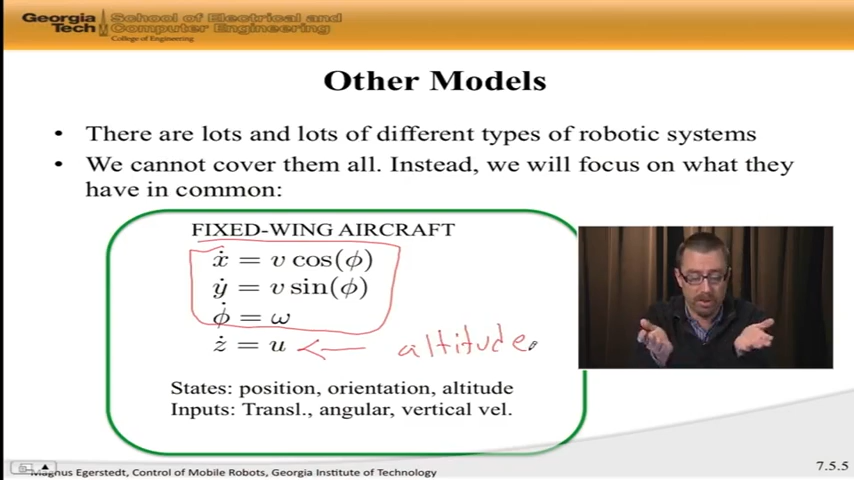 Georgia Tech
School of Electrical and Computer Engineering
College of Engineering
Other Models
• There are lots and lots of different types of robotic systems
• We cannot cover them all. Instead, we will focus on what they
have in common:
FIXED-WING AIRCRAFT
ẋ = v cos(ϕ)
ẏ = v sin(ϕ)
ϕ̇ = ω
ż = u ← altitude
States: position, orientation, altitude
Inputs: Transl., angular, vertical vel.
Magnus Egerstedt, Control of Mobile Robots, Georgia Institute of Technology
7.5.5